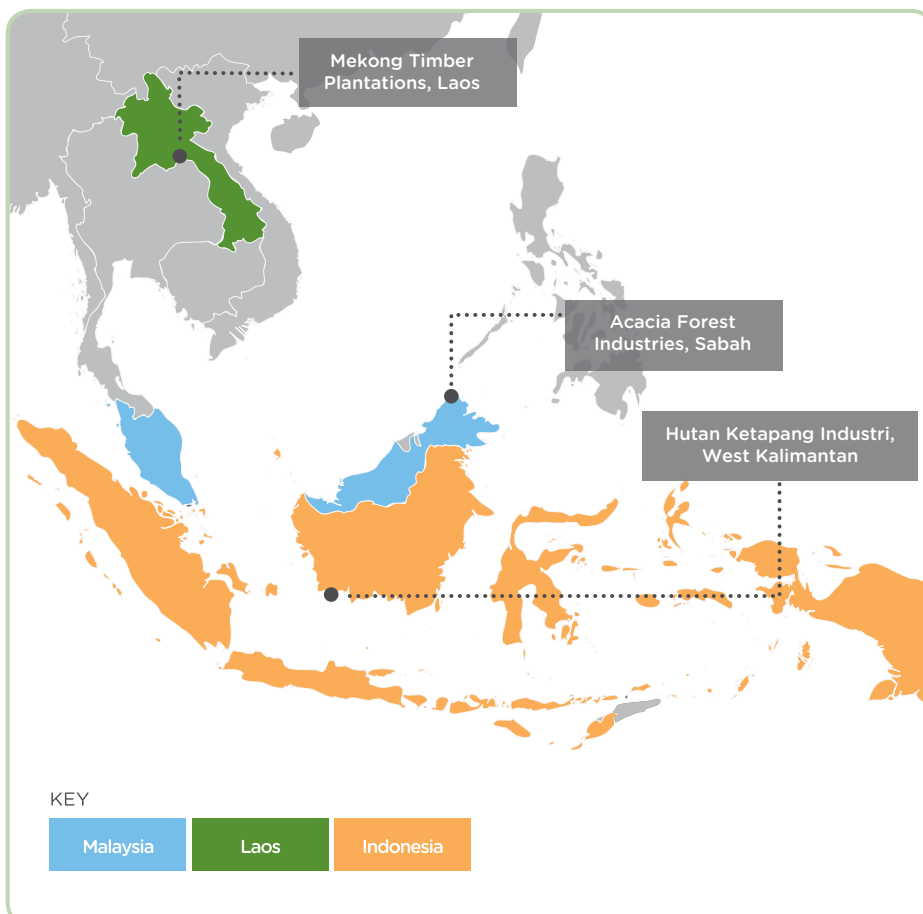 Mekong Timber
Plantations, Laos
Acacia Forest
Industries, Sabah
Hutan Ketapang Industri,
West Kalimantan
KEY
Malaysia
Laos
Indonesia